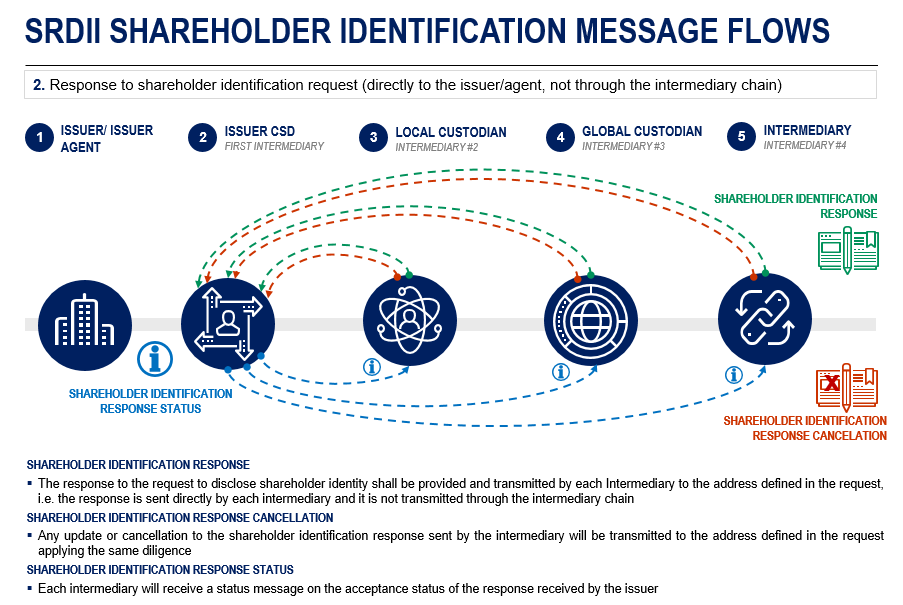 SRDII SHAREHOLDER IDENTIFICATION MESSAGE FLOWS
2. Response to shareholder identification request (directly to the issuer/agent, not through the intermediary chain)
1 ISSUER/ ISSUER
AGENT
2 ISSUER CSD
FIRST INTERMEDIARY
3 LOCAL CUSTODIAN
INTERMEDIARY #2
4 GLOBAL CUSTODIAN
INTERMEDIARY #3
5 INTERMEDIARY
INTERMEDIARY #4
SHAREHOLDER IDENTIFICATION
RESPONSE
SHAREHOLDER IDENTIFICATION
RESPONSE STATUS
X
SHAREHOLDER IDENTIFICATION
RESPONSE CANCELATION
SHAREHOLDER IDENTIFICATION RESPONSE
▪ The response to the request to disclose shareholder identity shall be provided and transmitted by each Intermediary to the address defined in the request,
i.e. the response is sent directly by each intermediary and it is not transmitted through the intermediary chain
SHAREHOLDER IDENTIFICATION RESPONSE CANCELLATION
▪ Any update or cancellation to the shareholder identification response sent by the intermediary will be transmitted to the address defined in the request
applying the same diligence
SHAREHOLDER IDENTIFICATION RESPONSE STATUS
▪ Each intermediary will receive a status message on the acceptance status of the response received by the issuer